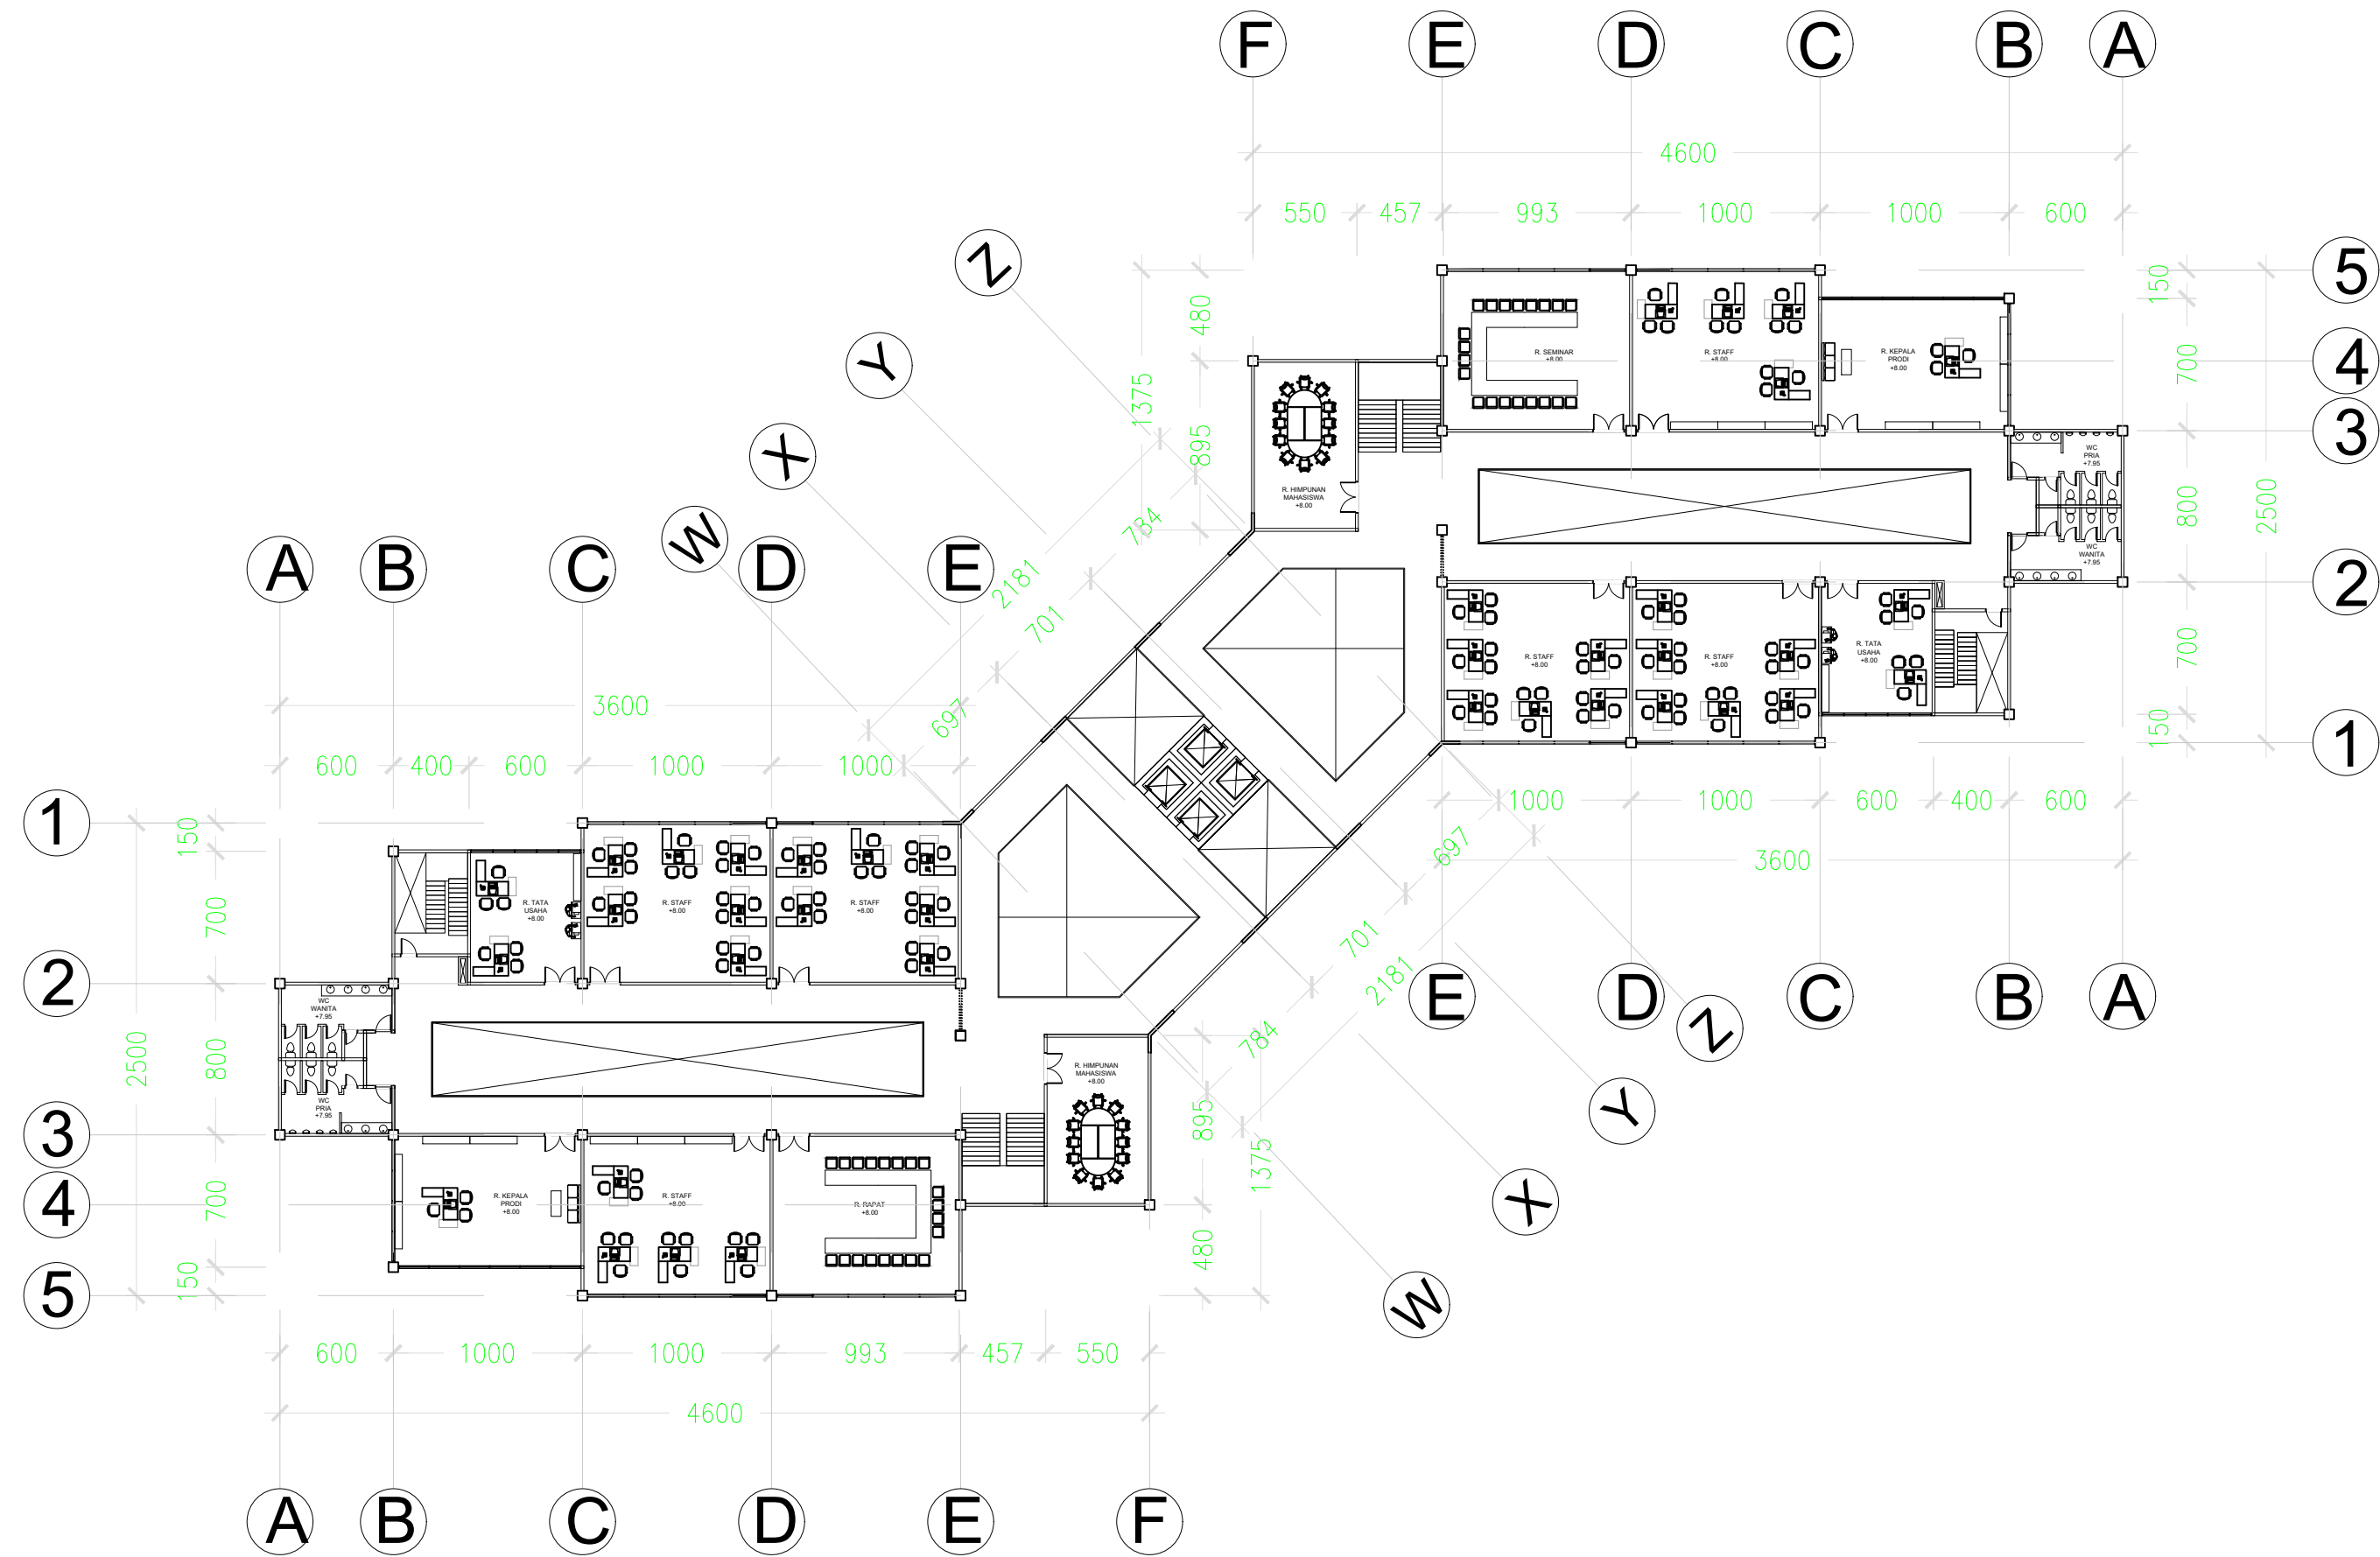 F E D C B A
4600
550 457 993 1000 1000 600
Z
Y
X
W
5
4
3
2
1
150
700
800
700
150
2500
480
895
1375
784
701
697
2181
R. SEMINAR
+8.00
R. STAFF
+8.00
R. KEPALA
PRODI
+8.00
R. HIMPUNAN
MAHASISWA
+8.00
WC
PRIA
+7.95
WC
WANITA
+7.95
R. STAFF
+8.00
R. STAFF
+8.00
R. TATA
USAHA
+8.00
1000 1000 600 400 600
3600
E D C B A
A B C D E
3600
600 400 600 1000 1000
1
2
3
4
5
150
700
800
700
150
2500
R. TATA
USAHA
+8.00
R. STAFF
+8.00
R. STAFF
+8.00
WC
WANITA
+7.95
WC
PRIA
+7.95
R. HIMPUNAN
MAHASISWA
+8.00
R. KEPALA
PRODI
+8.00
R. STAFF
+8.00
R. RAPAT
+8.00
697
701
784
2181
895
480
1375
Z
Y
X
W
600 1000 1000 993 457 550
4600
A B C D E F